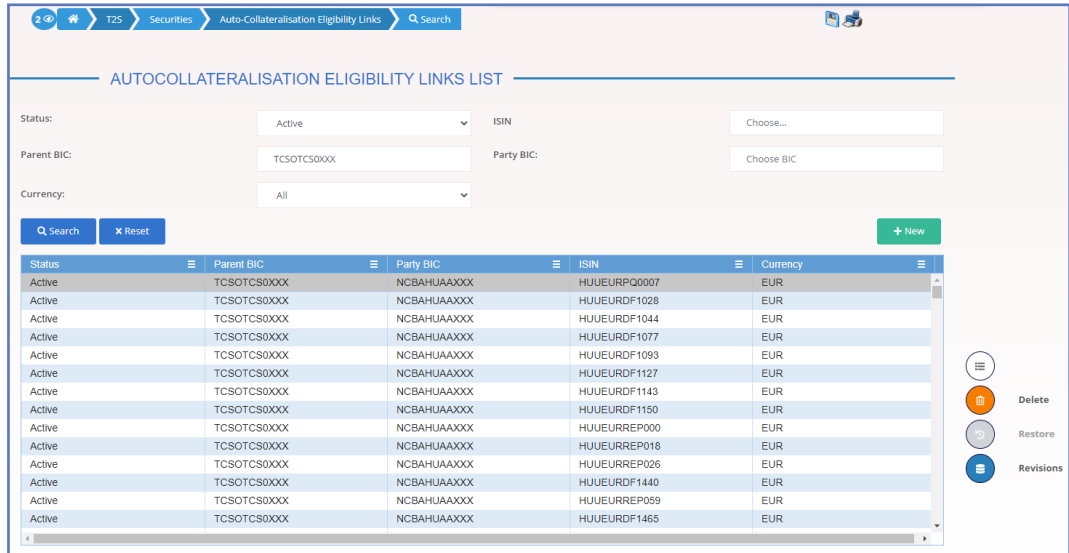 2 T2S Securities Auto-Collateralisation Eligibility Links Search
AUTOCOLLATERALISATION ELIGIBILITY LINKS LIST
Status: Active ISIN Choose...
Parent BIC: TCSOTCS0XXX Party BIC: Choose BIC
Currency: All
Search Reset New
Status Parent BIC Party BIC ISIN Currency
Active TCSOTCS0XXX NCBAHUAAXXX HUUEURPQ0007 EUR
Active TCSOTCS0XXX NCBAHUAAXXX HUUEURDF1028 EUR
Active TCSOTCS0XXX NCBAHUAAXXX HUUEURDF1044 EUR
Active TCSOTCS0XXX NCBAHUAAXXX HUUEURDF1077 EUR
Active TCSOTCS0XXX NCBAHUAAXXX HUUEURDF1093 EUR
Active TCSOTCS0XXX NCBAHUAAXXX HUUEURDF1127 EUR
Active TCSOTCS0XXX NCBAHUAAXXX HUUEURDF1143 EUR
Active TCSOTCS0XXX NCBAHUAAXXX HUUEURDF1150 EUR
Active TCSOTCS0XXX NCBAHUAAXXX HUUEURREP000 EUR
Active TCSOTCS0XXX NCBAHUAAXXX HUUEURREP018 EUR
Active TCSOTCS0XXX NCBAHUAAXXX HUUEURREP026 EUR
Active TCSOTCS0XXX NCBAHUAAXXX HUUEURDF1440 EUR
Active TCSOTCS0XXX NCBAHUAAXXX HUUEURREP059 EUR
Active TCSOTCS0XXX NCBAHUAAXXX HUUEURDF1465 EUR
Delete
Restore
Revisions